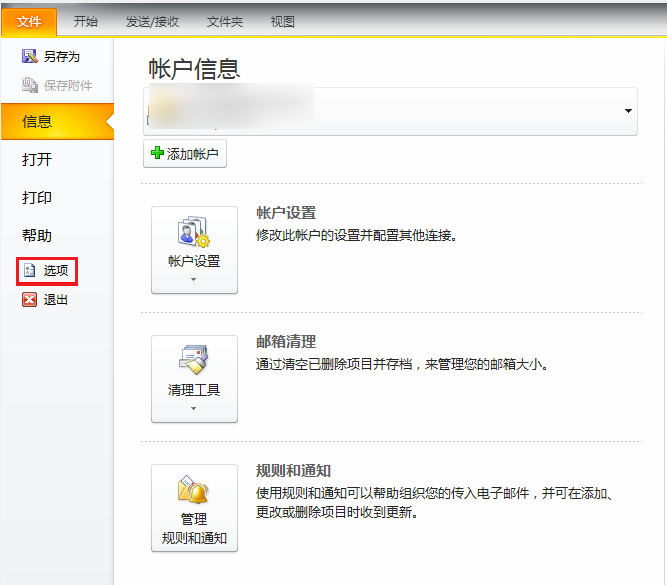 文件 开始 发送/接收 文件夹 视图
另存为
保存附件
信息
打开
打印
帮助
选项
退出
帐户信息
添加帐户
帐户设置
帐户设置
修改此帐户的设置并配置其他连接。
清理工具
邮箱清理
通过清空已删除项目并存档，来管理您的邮箱大小。
管理
规则和通知
规则和通知
使用规则和通知可以帮助组织您的传入电子邮件，并可在添加、
更改或删除项目时收到更新。